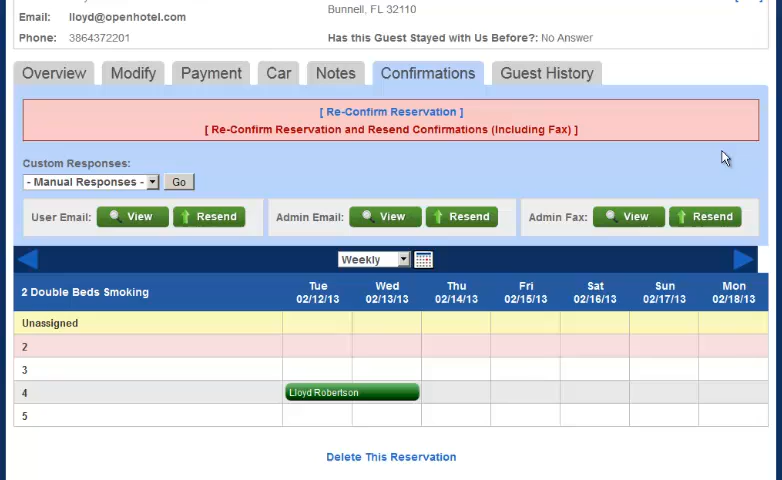 Bunnell, FL 32110
Email: lloyd@openhotel.com
Phone: 3864372201 Has this Guest Stayed with Us Before?: No Answer
Overview Modify Payment Car Notes Confirmations Guest History
[ Re-Confirm Reservation ]
[ Re-Confirm Reservation and Resend Confirmations (Including Fax) ]
Custom Responses:
- Manual Responses - Go
User Email: View Resend Admin Email: View Resend Admin Fax: View Resend
Weekly
2 Double Beds Smoking Tue 02/12/13 Wed 02/13/13 Thu 02/14/13 Fri 02/15/13 Sat 02/16/13 Sun 02/17/13 Mon 02/18/13
Unassigned
2
3
4 Lloyd Robertson
5
Delete This Reservation